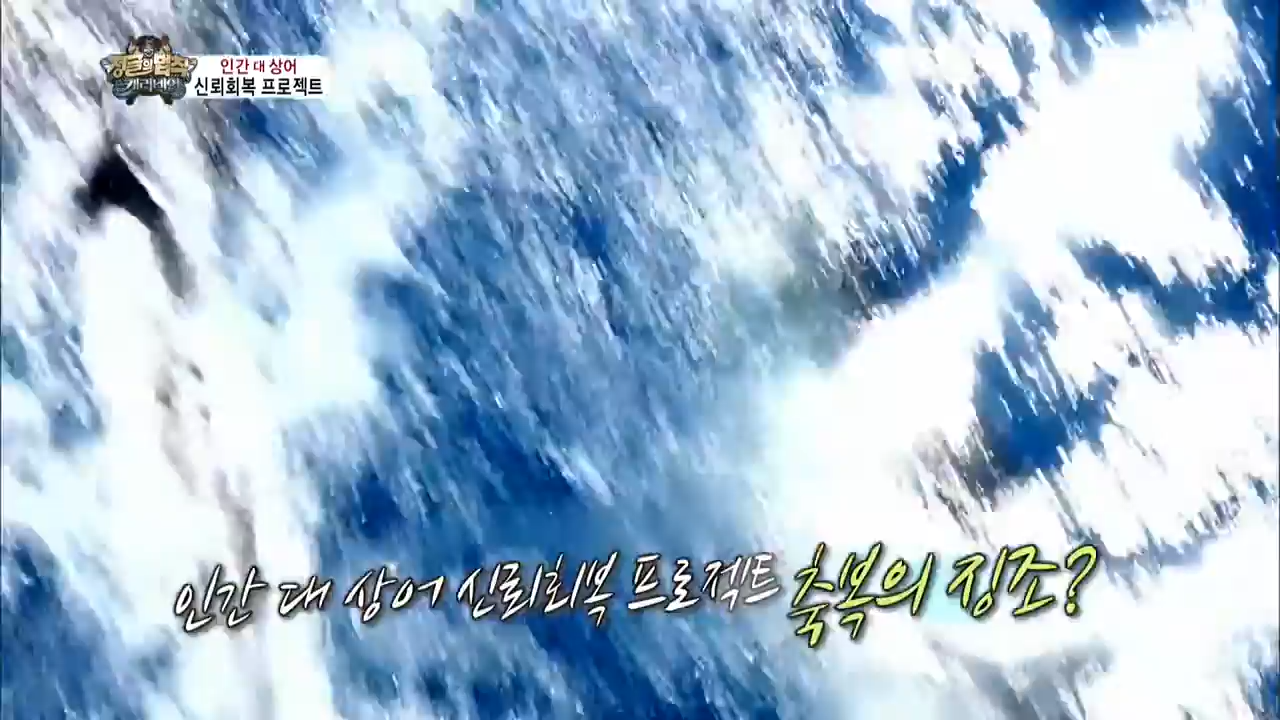 정글의 법칙
캐리비언
인간 대 상어
신뢰회복 프로젝트
인간 대 상어 신뢰회복 프로젝트 축복의 징조?